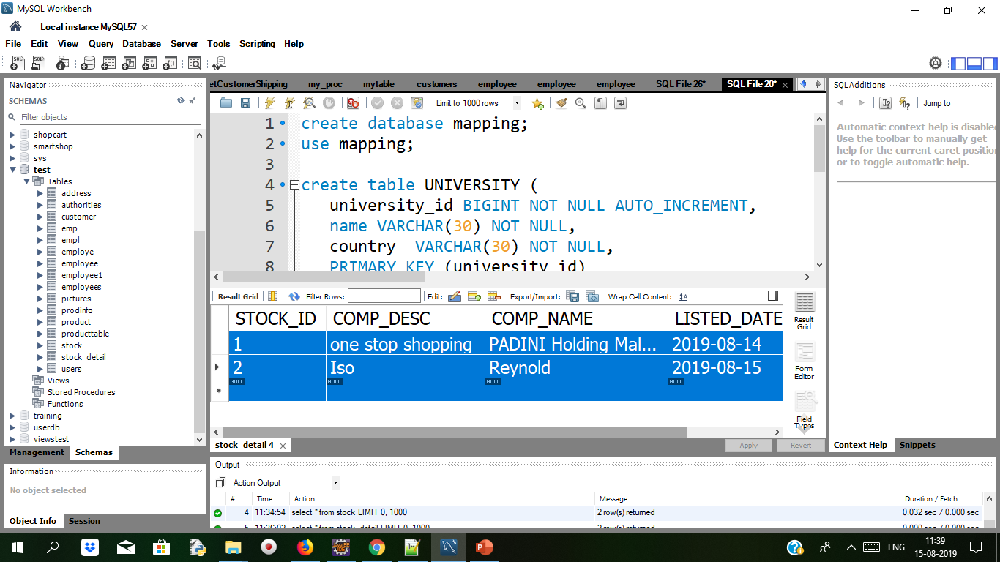 MySQL Workbench
Local instance MySQL57
File Edit View Query Database Server Tools Scripting Help
Navigator
SCHEMAS
Filter objects
shopcart
smartshop
sys
test
Tables
address
authorities
customer
emp
empl
employe
employee
employee1
employees
pictures
prodinfo
product
producttable
stock
stock_detail
users
Views
Stored Procedures
Functions
training
userdb
viewstest
Management Schemas
Information
No object selected
Object Info Session
etCustomerShipping my_proc mytable customers employee employee employee SQL File 26* SQL File 20*
Limit to 1000 rows
1 create database mapping;
2 use mapping;
3
4 create table UNIVERSITY (
5 university_id BIGINT NOT NULL AUTO_INCREMENT,
6 name VARCHAR(30) NOT NULL,
7 country VARCHAR(30) NOT NULL,
8 PRIMARY KEY (university_id)
Result Grid Filter Rows: Edit: Export/Import: Wrap Cell Content:
STOCK_ID COMP_DESC COMP_NAME LISTED_DATE
1 one stop shopping PADINI Holding Mal... 2019-08-14
2 Iso Reynold 2019-08-15
NULL NULL NULL NULL
Result
Grid
Form
Editor
Field
Types
stock_detail 4
Apply Revert
Output
Action Output
# Time Action Message Duration / Fetch
4 11:34:54 select * from stock LIMIT 0, 1000 2 row(s) returned 0.032 sec / 0.000 sec
5 11:36:02 select * from stock_detail LIMIT 0, 1000 2 row(s) returned 0.000 sec / 0.000 sec
SQLAdditions
Jump to
Automatic context help is disable
Use the toolbar to manually get
help for the current caret position
or to toggle automatic help.
Context Help Snippets
ENG
11:39
15-08-2019